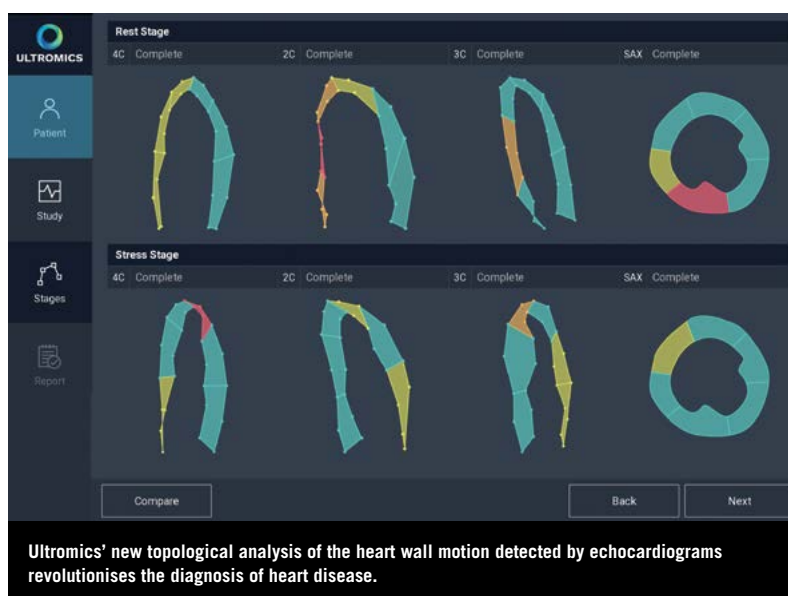 ULTROMICS
Patient
Study
Stages
Report
Rest Stage
4C Complete 2C Complete 3C Complete SAX Complete
Stress Stage
4C Complete 2C Complete 3C Complete SAX Complete
Compare Back Next
Ultromics’ new topological analysis of the heart wall motion detected by echocardiograms
revolutionises the diagnosis of heart disease.